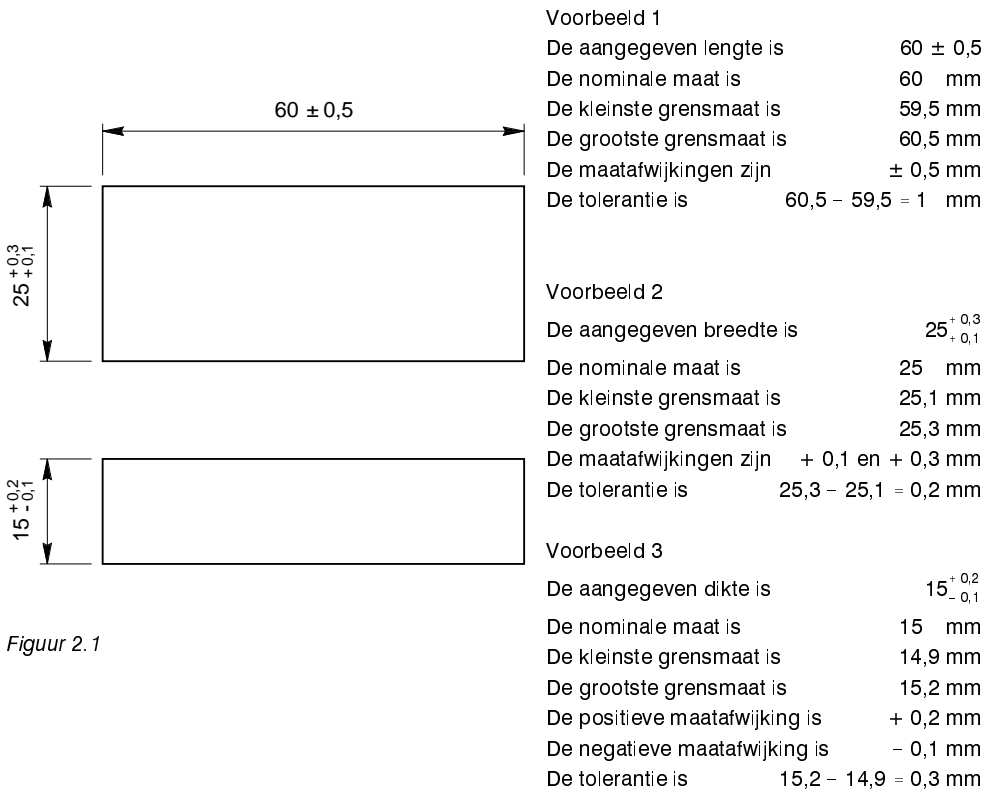 60 ± 0,5
25 + 0,3 + 0,1
15 + 0,2 - 0,1
Figuur 2.1
Voorbeeld 1
De aangegeven lengte is 60 ± 0,5
De nominale maat is 60 mm
De kleinste grensmaat is 59,5 mm
De grootste grensmaat is 60,5 mm
De maatafwijkingen zijn ± 0,5 mm
De tolerantie is 60,5 − 59,5 = 1 mm
Voorbeeld 2
De aangegeven breedte is 25 + 0,3 + 0,1
De nominale maat is 25 mm
De kleinste grensmaat is 25,1 mm
De grootste grensmaat is 25,3 mm
De maatafwijkingen zijn + 0,1 en + 0,3 mm
De tolerantie is 25,3 − 25,1 = 0,2 mm
Voorbeeld 3
De aangegeven dikte is 15 + 0,2 − 0,1
De nominale maat is 15 mm
De kleinste grensmaat is 14,9 mm
De grootste grensmaat is 15,2 mm
De positieve maatafwijking is + 0,2 mm
De negatieve maatafwijking is − 0,1 mm
De tolerantie is 15,2 − 14,9 = 0,3 mm